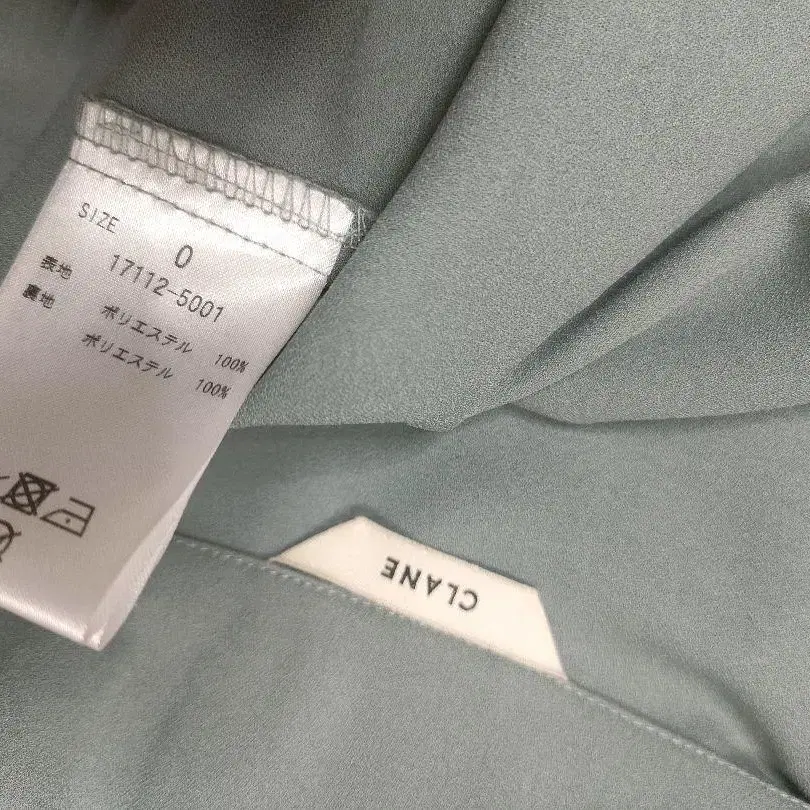 SIZE 0
17112-5001
表地 ポリエステル 100%
裏地 ポリエステル 100%
CLANE